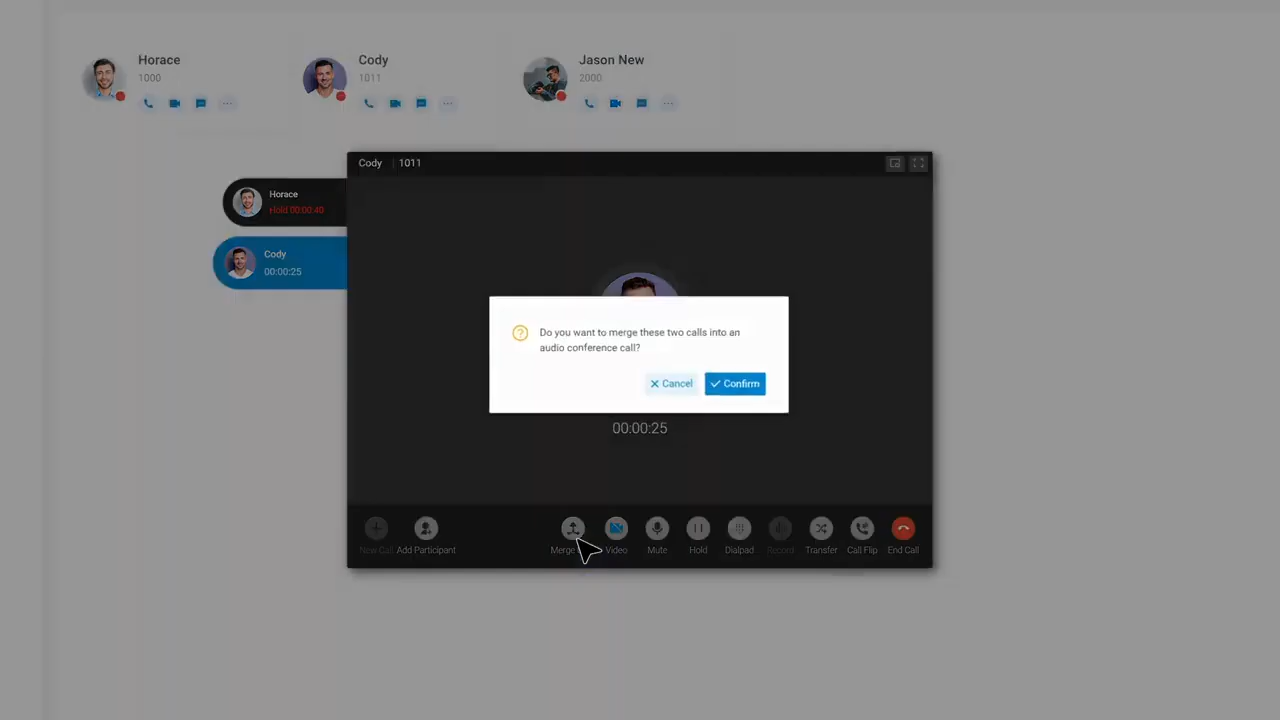 Horace
1000
Cody
1011
Jason New
2000
Cody | 1011
Horace
Hold 00:00:40
Cody
00:00:25
Do you want to merge these two calls into an
audio conference call?
Cancel
Confirm
00:00:25
New Call
Add Participant
Merge
Video
Mute
Hold
Dialpad
Record
Transfer
Call Flip
End Call